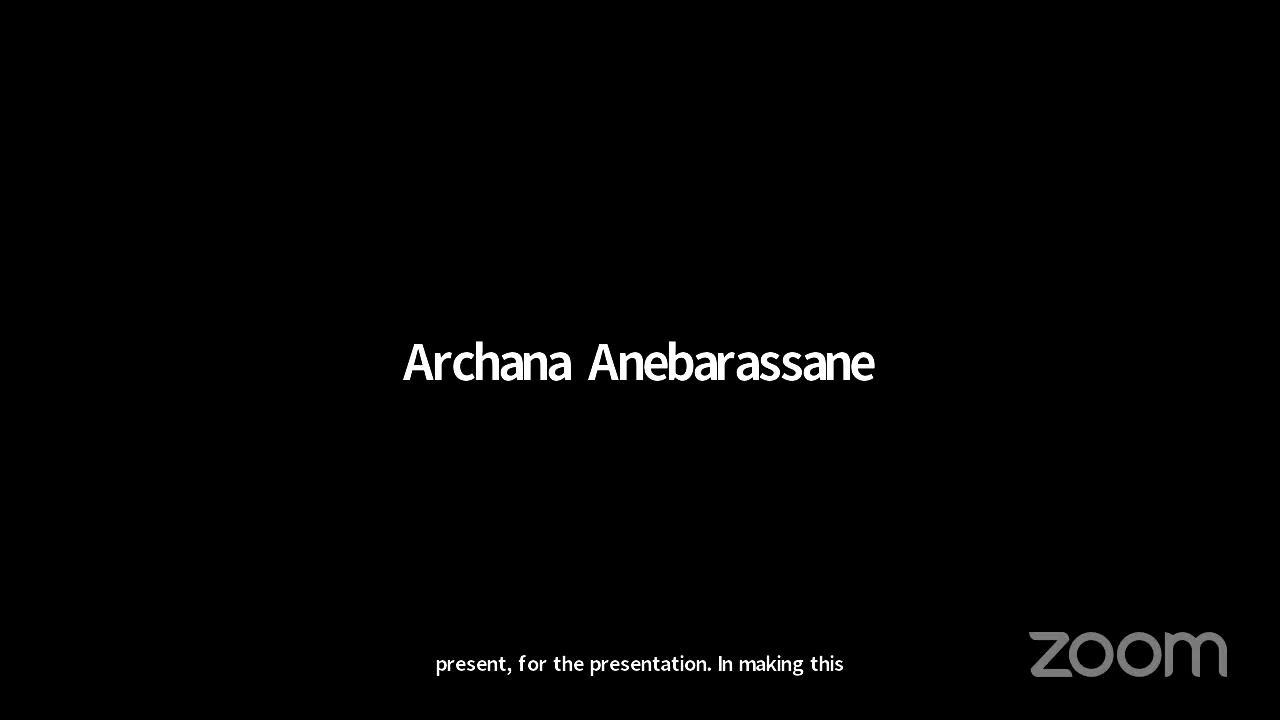 Archana Anebarassane
present, for the presentation. In making this
zoom